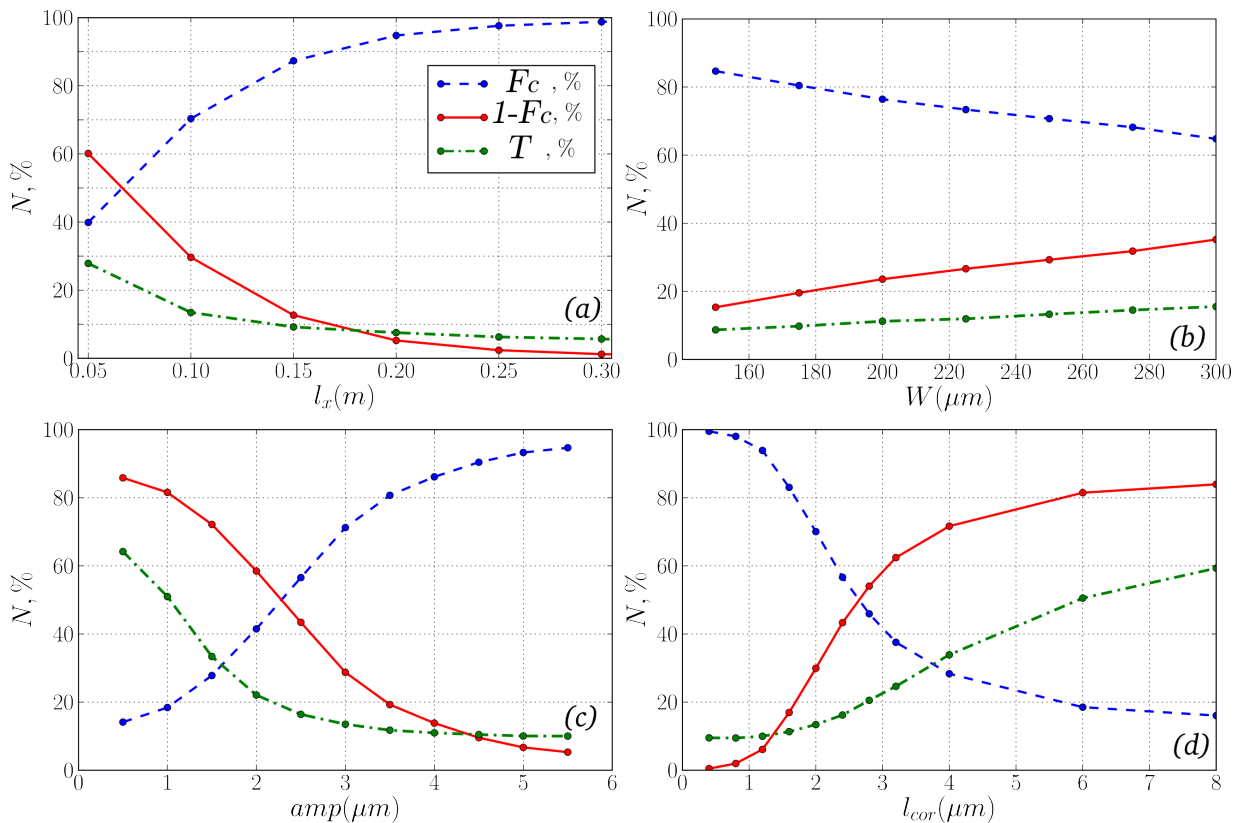 100
80
60
40
20
0
N, %
0.05 0.10 0.15 0.20 0.25 0.30
l_x(m)
Fc , %
1-Fc, %
T , %
(a)
100
80
60
40
20
0
N, %
160 180 200 220 240 260 280 300
W(μm)
(b)
100
80
60
40
20
0
N, %
0 1 2 3 4 5 6
amp(μm)
(c)
100
80
60
40
20
0
N, %
0 1 2 3 4 5 6 7 8
l_cor(μm)
(d)